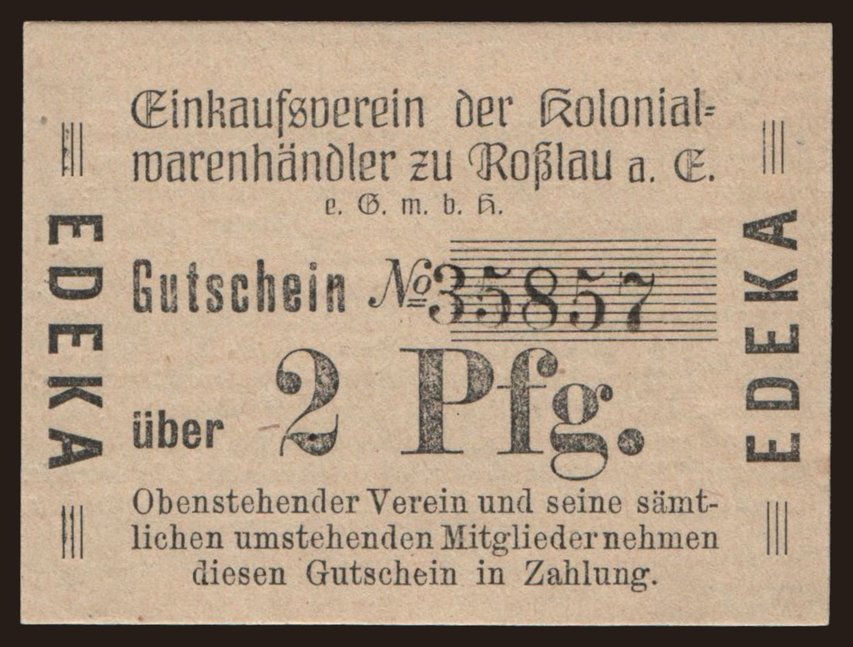 Einkaufsverein der Kolonial-
warenhändler zu Roßlau a. E.
e. G. m. b. H.
EDEKA
Gutschein № 35857
über 2 Pfg.
EDEKA
Obenstehender Verein und seine sämt-
lichen umstehenden Mitglieder nehmen
diesen Gutschein in Zahlung.